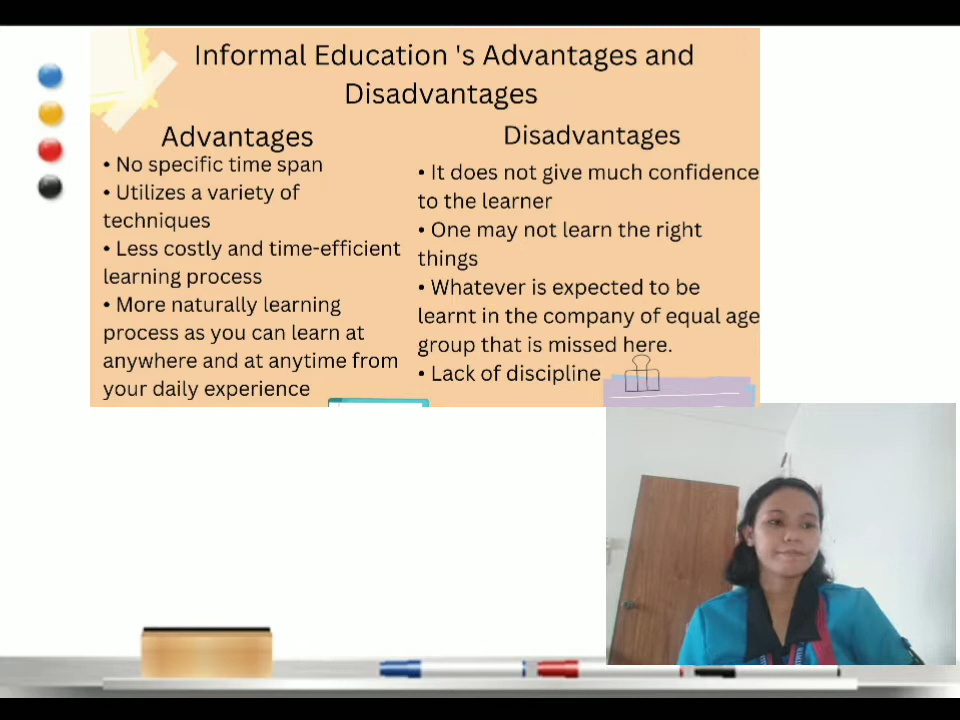 Informal Education 's Advantages and
Disadvantages
Advantages
• No specific time span
• Utilizes a variety of
techniques
• Less costly and time-efficient
learning process
• More naturally learning
process as you can learn at
anywhere and at anytime from
your daily experience
Disadvantages
• It does not give much confidence
to the learner
• One may not learn the right
things
• Whatever is expected to be
learnt in the company of equal age
group that is missed here.
• Lack of discipline